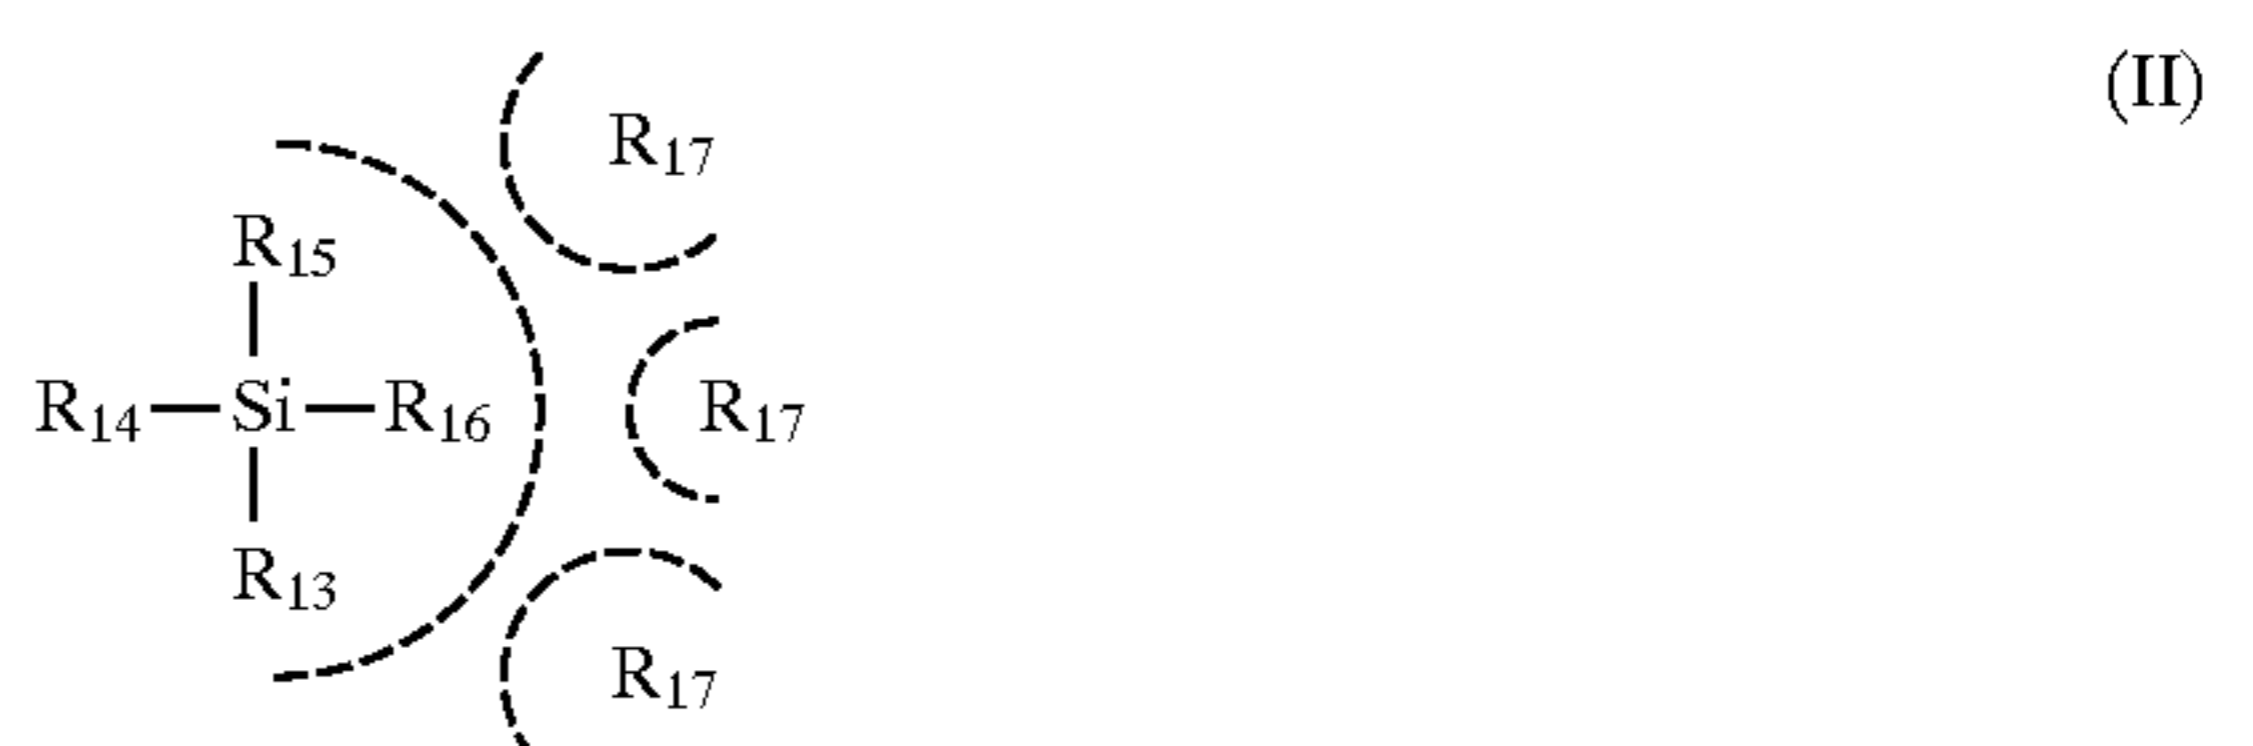 (II)
R₁₇
R₁₅
R₁₄—Si—R₁₆ R₁₇
R₁₃
R₁₇